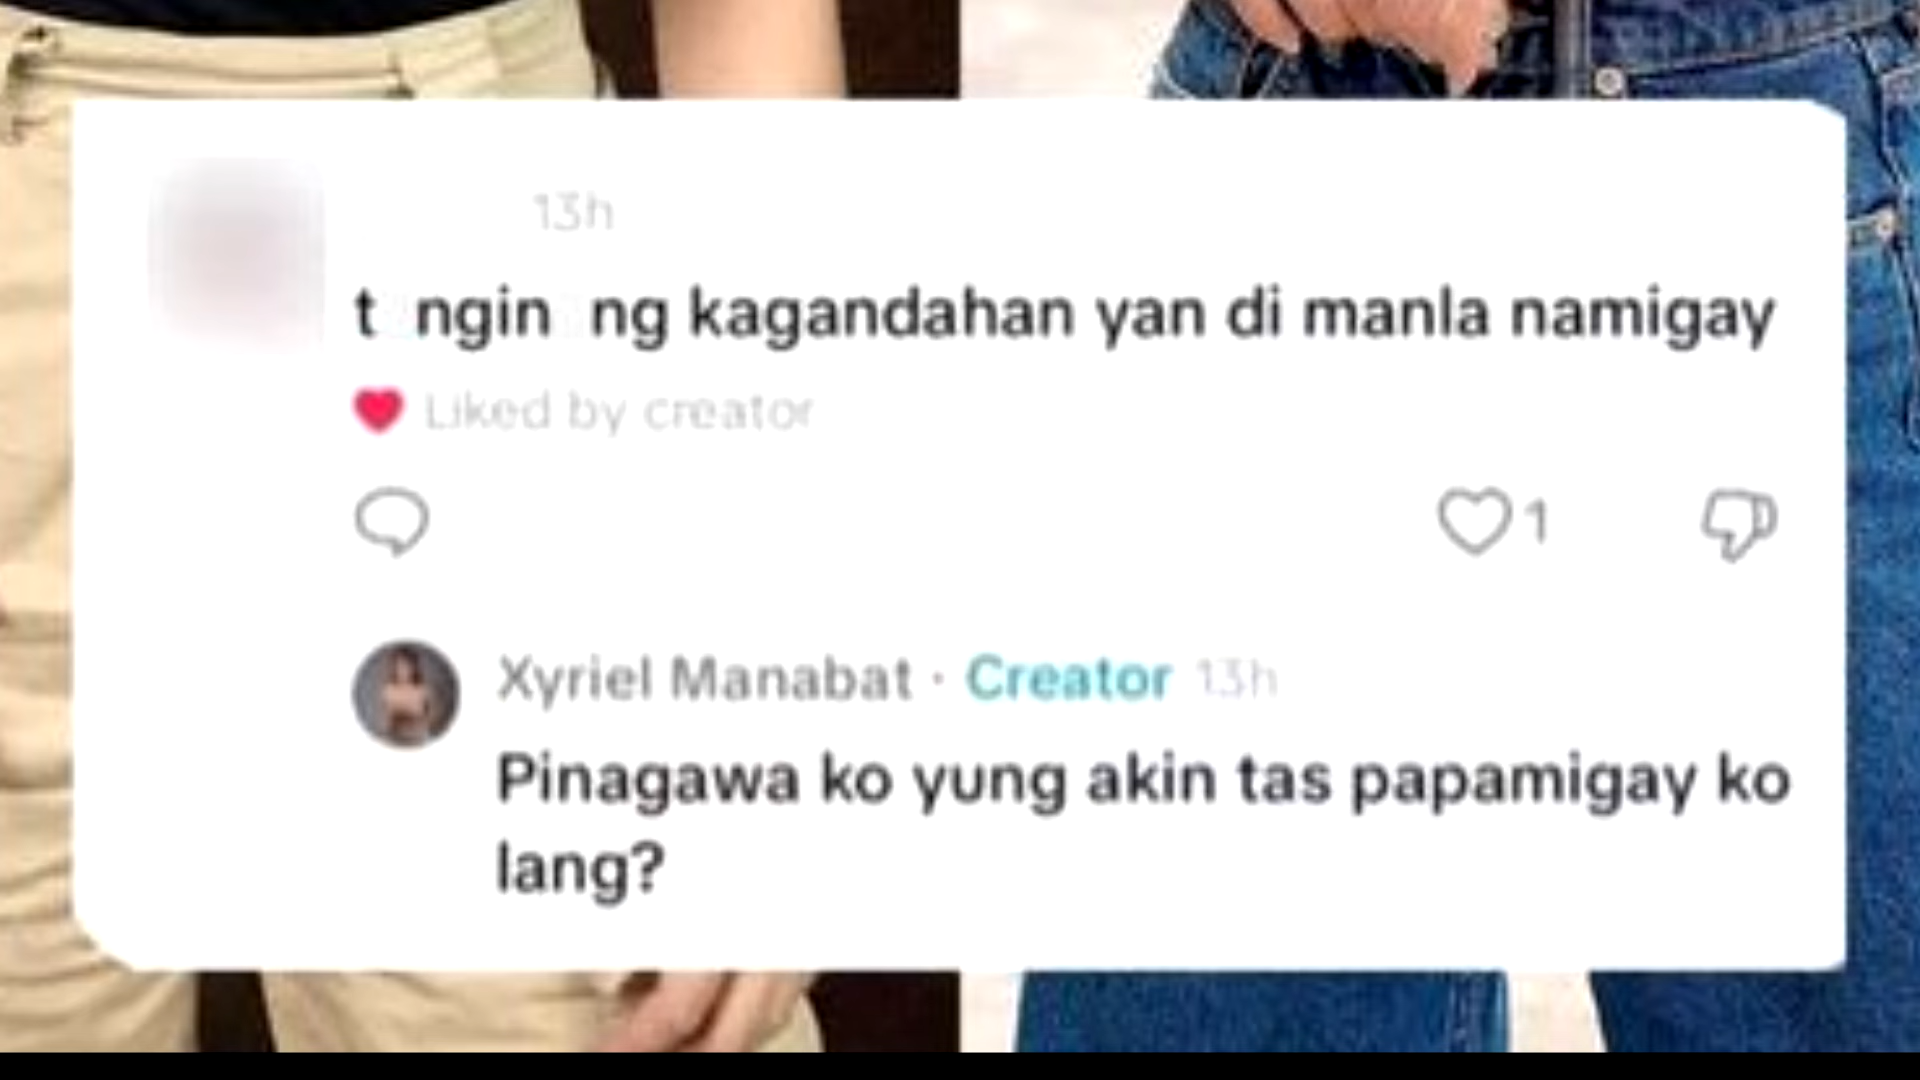 13h
t ngin ng kagandahan yan di manla namigay
Liked by creator
1
Xyriel Manabat · Creator 13h
Pinagawa ko yung akin tas papamigay ko
lang?